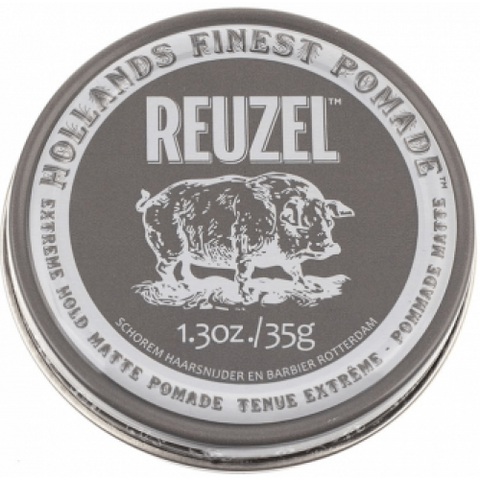 HOLLANDS FINEST POMADE™
REUZEL™
1.3oz./35g
SCHOREM HAARSNIJDER EN BARBIER ROTTERDAM
EXTREME HOLD MATTE POMADE TENUE EXTRÊME - POMMADE MATTE